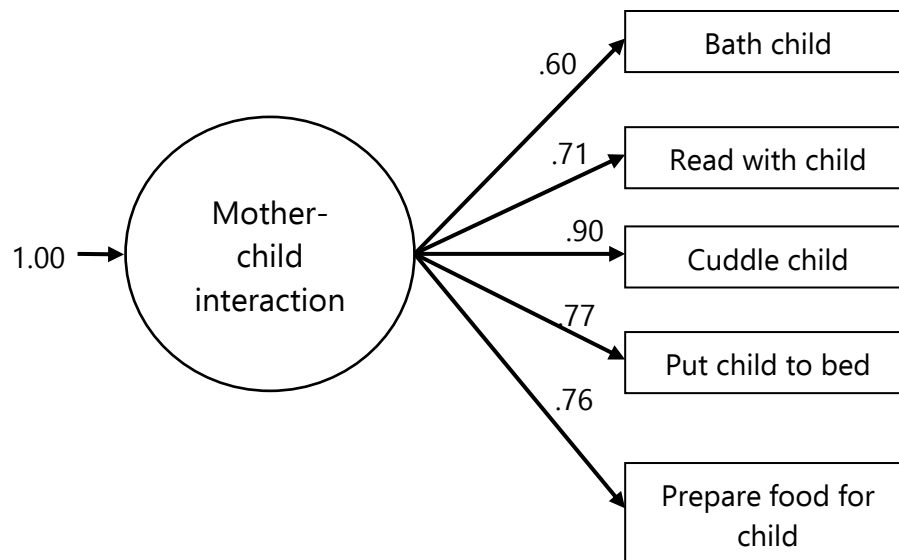 Bath child
.60
.71
Read with child
Mother-
child
interaction
1.00
.90
Cuddle child
.77
Put child to bed
.76
Prepare food for
child